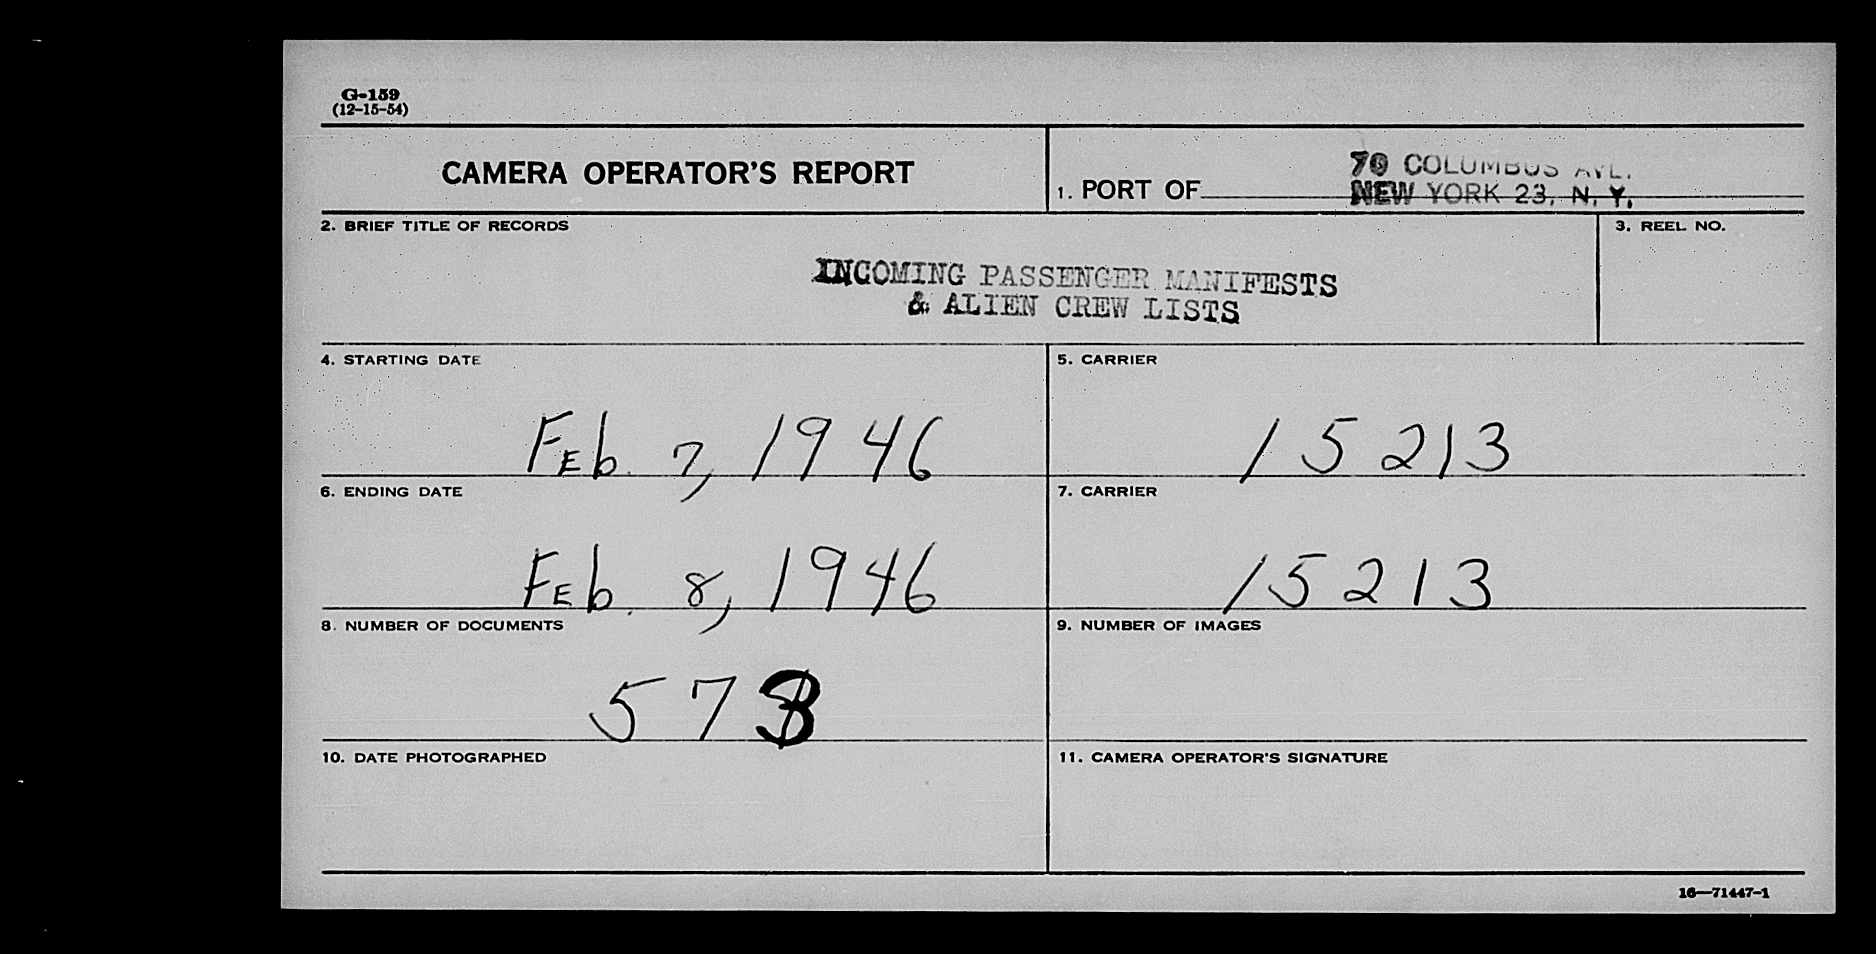 G-159
(12-15-54)
CAMERA OPERATOR'S REPORT
1. PORT OF
70 COLUMBUS AVE.
NEW YORK 23, N. Y.
2. BRIEF TITLE OF RECORDS
INCOMING PASSENGER MANIFESTS
& ALIEN CREW LISTS
3. REEL NO.
4. STARTING DATE
Feb. 7, 1946
5. CARRIER
15213
6. ENDING DATE
Feb. 8, 1946
7. CARRIER
15213
8. NUMBER OF DOCUMENTS
573
9. NUMBER OF IMAGES
10. DATE PHOTOGRAPHED
11. CAMERA OPERATOR'S SIGNATURE
16—71447-1